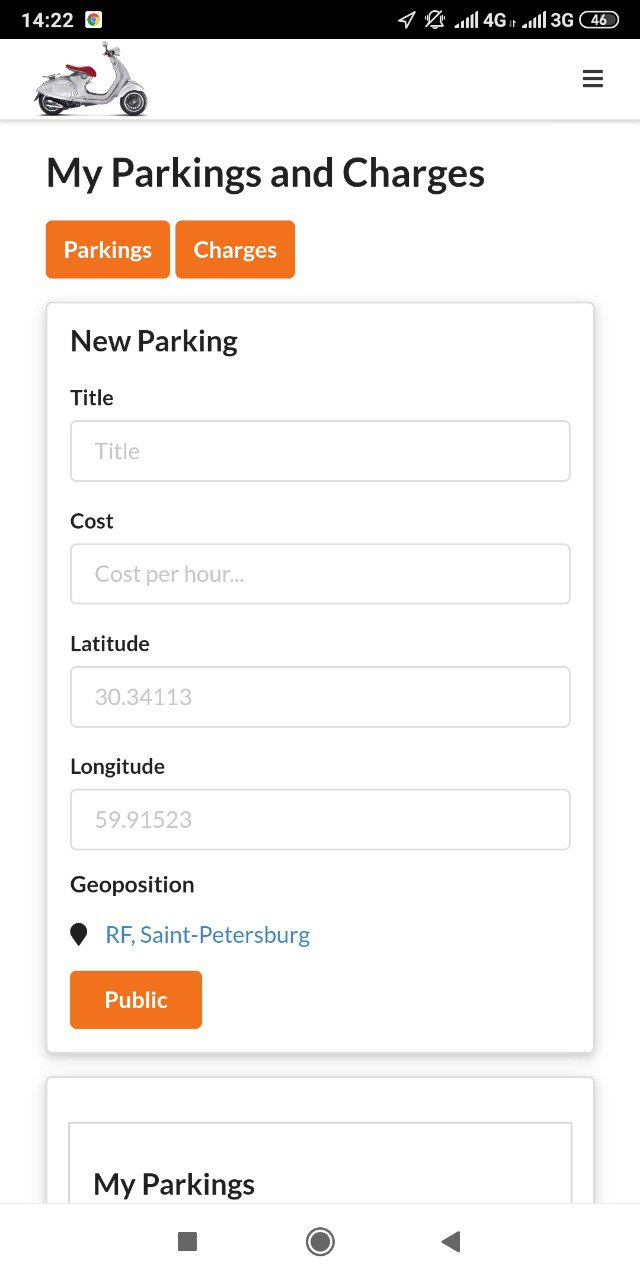 14:22 4G 3G 46
My Parkings and Charges
Parkings Charges
New Parking
Title
Title
Cost
Cost per hour...
Latitude
30.34113
Longitude
59.91523
Geoposition
RF, Saint-Petersburg
Public
My Parkings